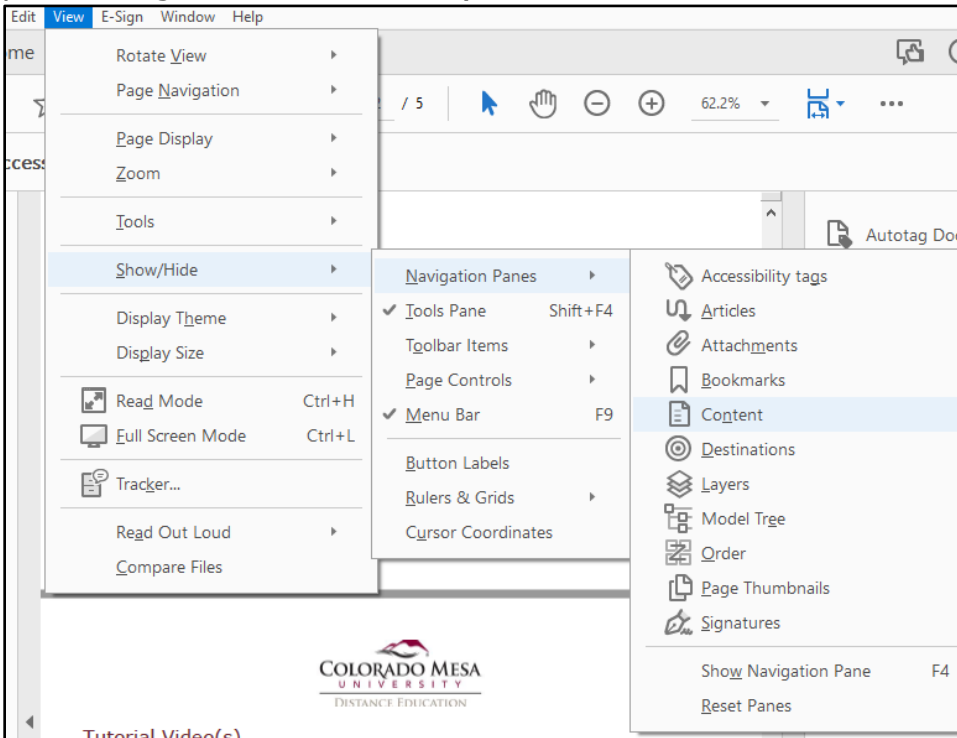 Edit View E-Sign Window Help
me
/ 5 62.2%
Autotag Do
Rotate View
Page Navigation
Page Display
Zoom
Tools
Show/Hide
Display Theme
Display Size
Read Mode Ctrl+H
Full Screen Mode Ctrl+L
Tracker...
Read Out Loud
Compare Files
Navigation Panes
Tools Pane Shift+F4
Toolbar Items
Page Controls
Menu Bar F9
Button Labels
Rulers & Grids
Cursor Coordinates
Accessibility tags
Articles
Attachments
Bookmarks
Content
Destinations
Layers
Model Tree
Order
Page Thumbnails
Signatures
Show Navigation Pane F4
Reset Panes
COLORADO MESA
UNIVERSITY
DISTANCE EDUCATION
Tutorial Video(s)